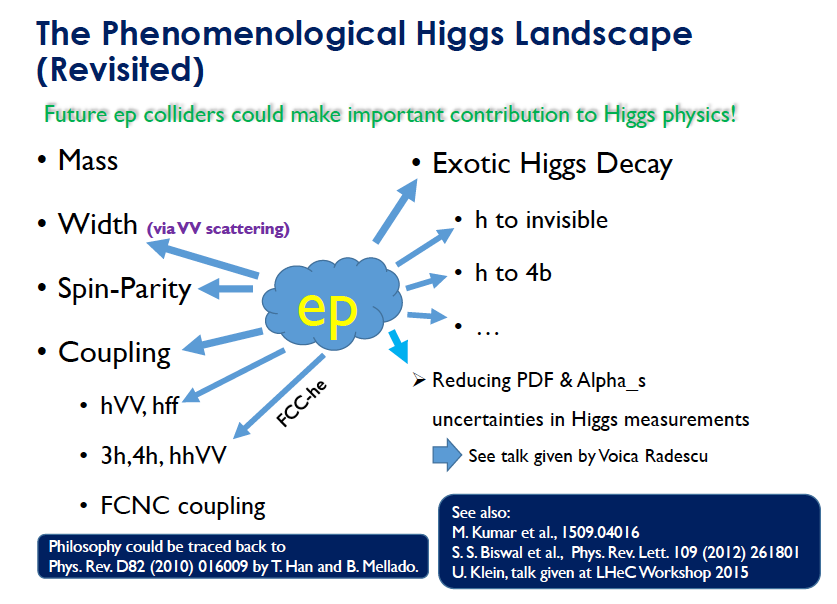 The Phenomenological Higgs Landscape
(Revisited)
Future ep colliders could make important contribution to Higgs physics!
• Mass
• Width (via VV scattering)
• Spin-Parity
• Coupling
• hVV, hff
• 3h,4h, hhVV
• FCNC coupling
ep
FCC-he
• Exotic Higgs Decay
• h to invisible
• h to 4b
• …
➢ Reducing PDF & Alpha_s
uncertainties in Higgs measurements
See talk given by Voica Radescu
Philosophy could be traced back to
Phys. Rev. D82 (2010) 016009 by T. Han and B. Mellado.
See also:
M. Kumar et al., 1509.04016
S. S. Biswal et al., Phys. Rev. Lett. 109 (2012) 261801
U. Klein, talk given at LHeC Workshop 2015